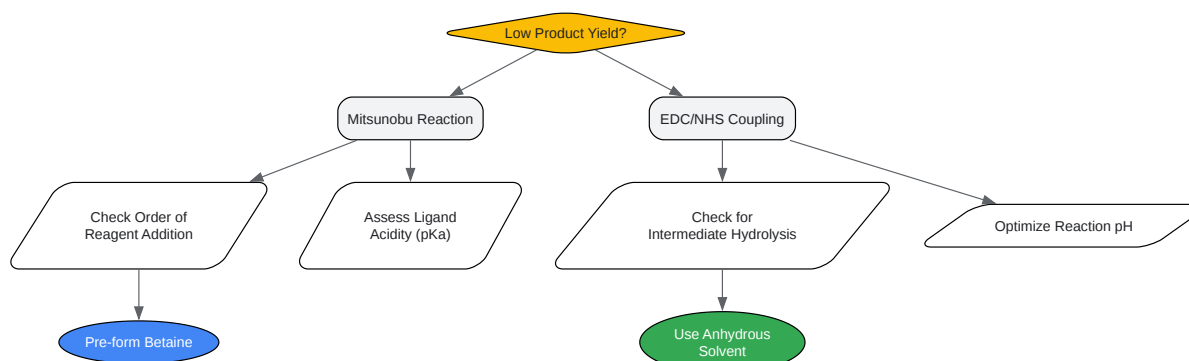 Low Product Yield?
Mitsunobu Reaction
EDC/NHS Coupling
Check Order of
Reagent Addition
Assess Ligand
Acidity (pKa)
Check for
Intermediate Hydrolysis
Optimize Reaction pH
Pre-form Betaine
Use Anhydrous
Solvent